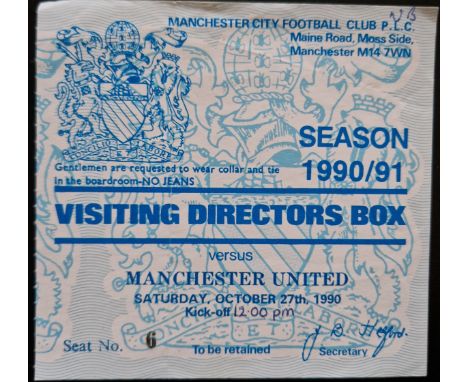 MANCHESTER CITY FOOTBALL CLUB P.L.C.
NB
Maine Road, Moss Side,
Manchester M14 7WN
SEASON
1990/91
Gentlemen are requested to wear collar and tie
in the boardroom-NO JEANS
VISITING DIRECTORS BOX
versus
MANCHESTER UNITED
SATURDAY, OCTOBER 27th, 1990
Kick-off 12.00 pm
Seat No. 6
To be retained
Secretary